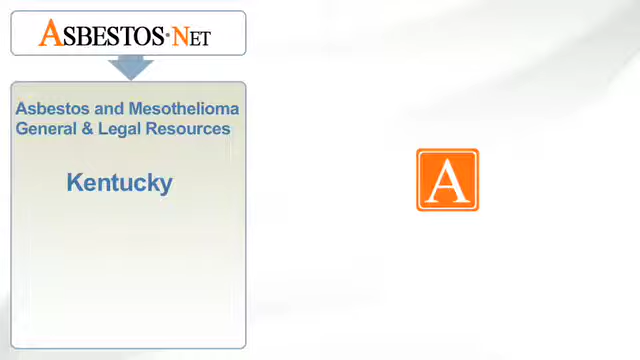 ASBESTOS·NET
Asbestos and Mesothelioma
General & Legal Resources
Kentucky
A